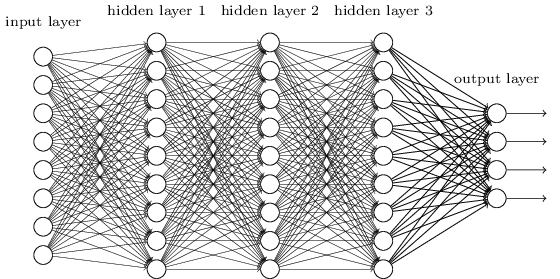 hidden layer 1 hidden layer 2 hidden layer 3
input layer
output layer